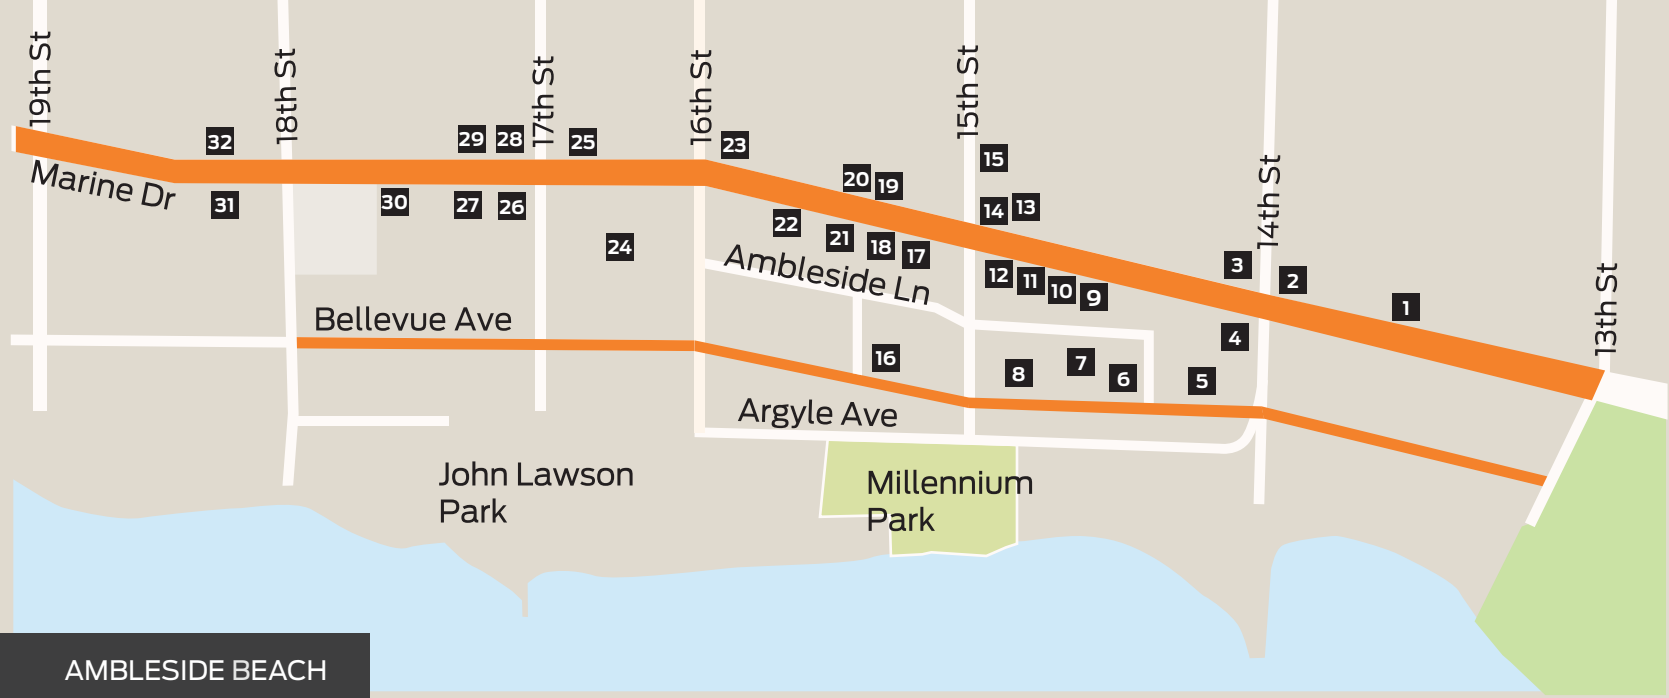 19th St
18th St
17th St
16th St
15th St
14th St
13th St
32
29
28
25
23
15
20
19
14
13
Marine Dr
31
30
27
26
24
22
21
18
17
12
11
10
9
3
2
1
Ambleside Ln
Bellevue Ave
4
16
8
7
6
5
Argyle Ave
John Lawson
Park
Millennium
Park
AMBLESIDE BEACH